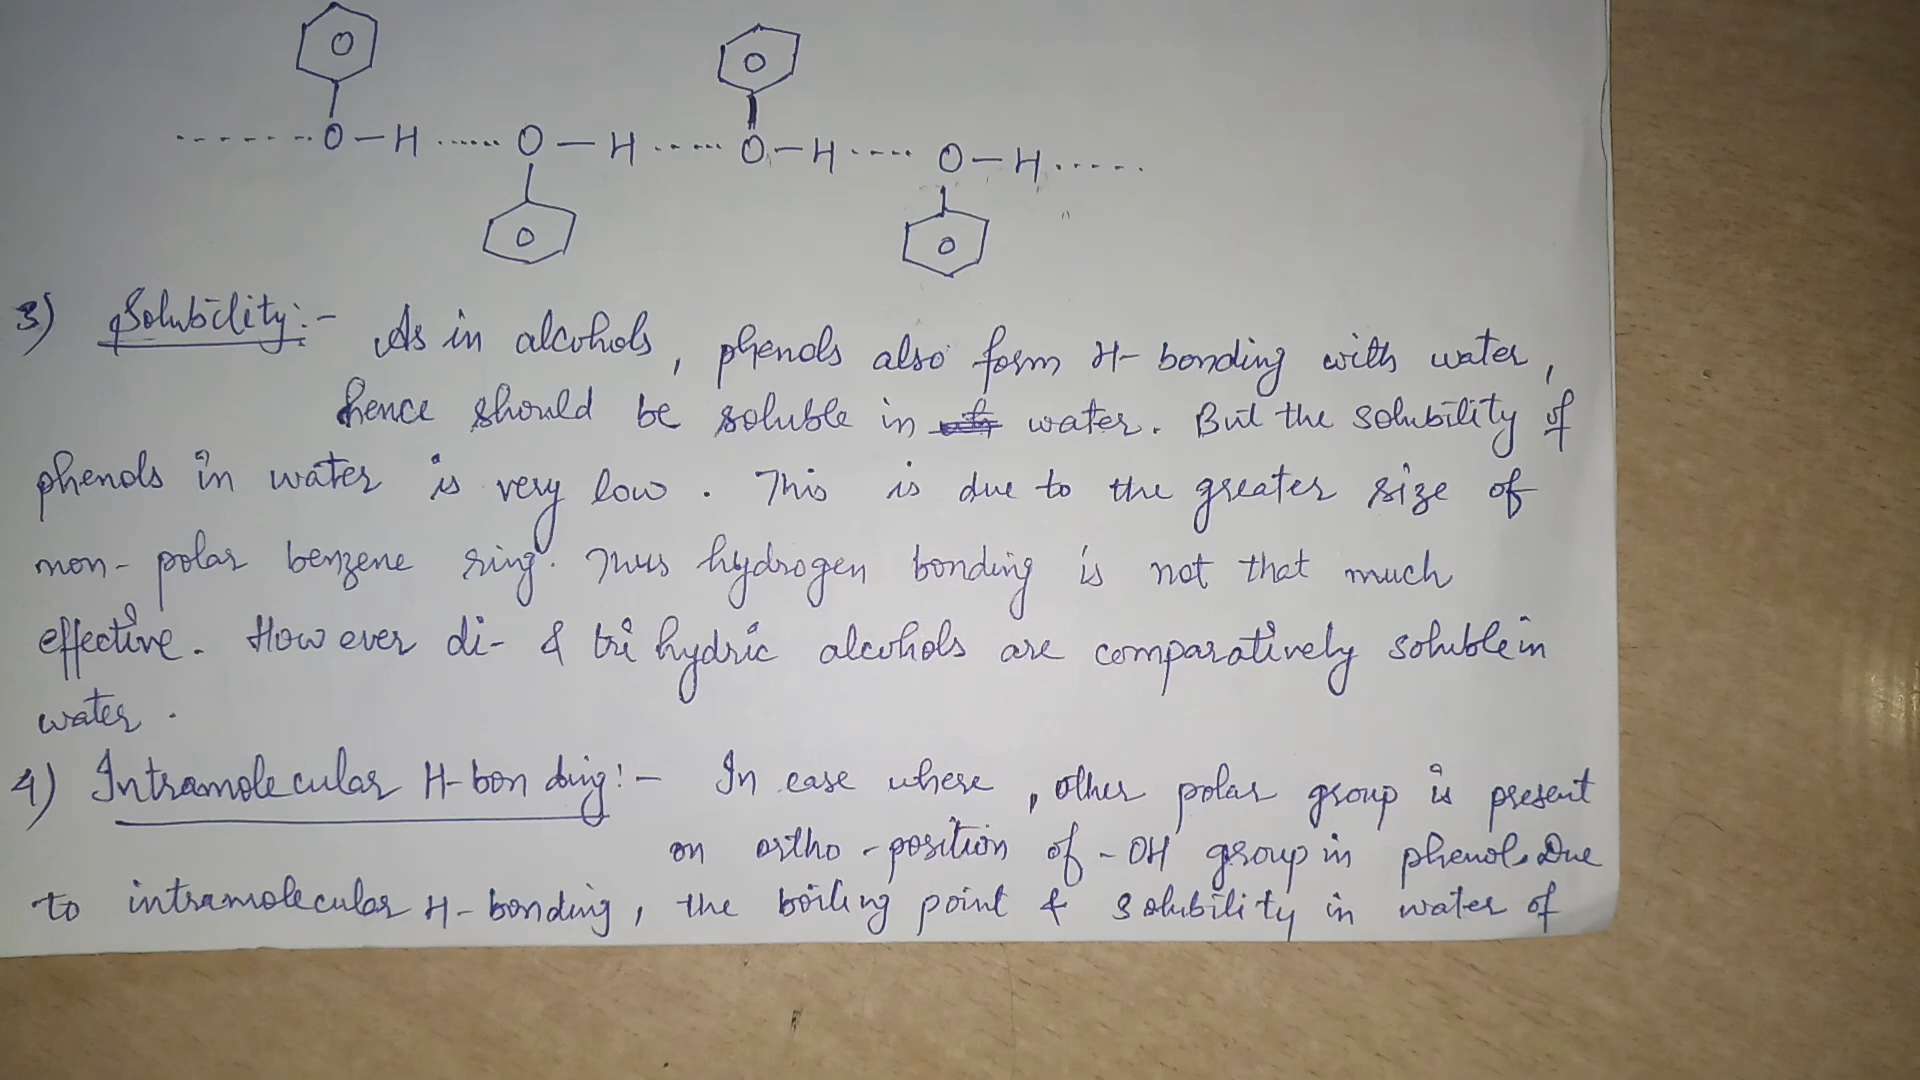 O
O
------- O – H ...... O – H ..... O – H .... O – H .....
O
O
3) Solubility :- As in alcohols, phenols also form H- bonding with water,
hence should be soluble in water. But the solubility of
phenols in water is very low. This is due to the greater size of
non-polar benzene ring. Thus hydrogen bonding is not that much
effective. However di- & tri hydric alcohols are comparatively soluble in
water.
4) Intramolecular H-bonding:- In case where, other polar group is present
on ortho-position of -OH group in phenol. Due
to intramolecular H-bonding, the boiling point & solubility in water of